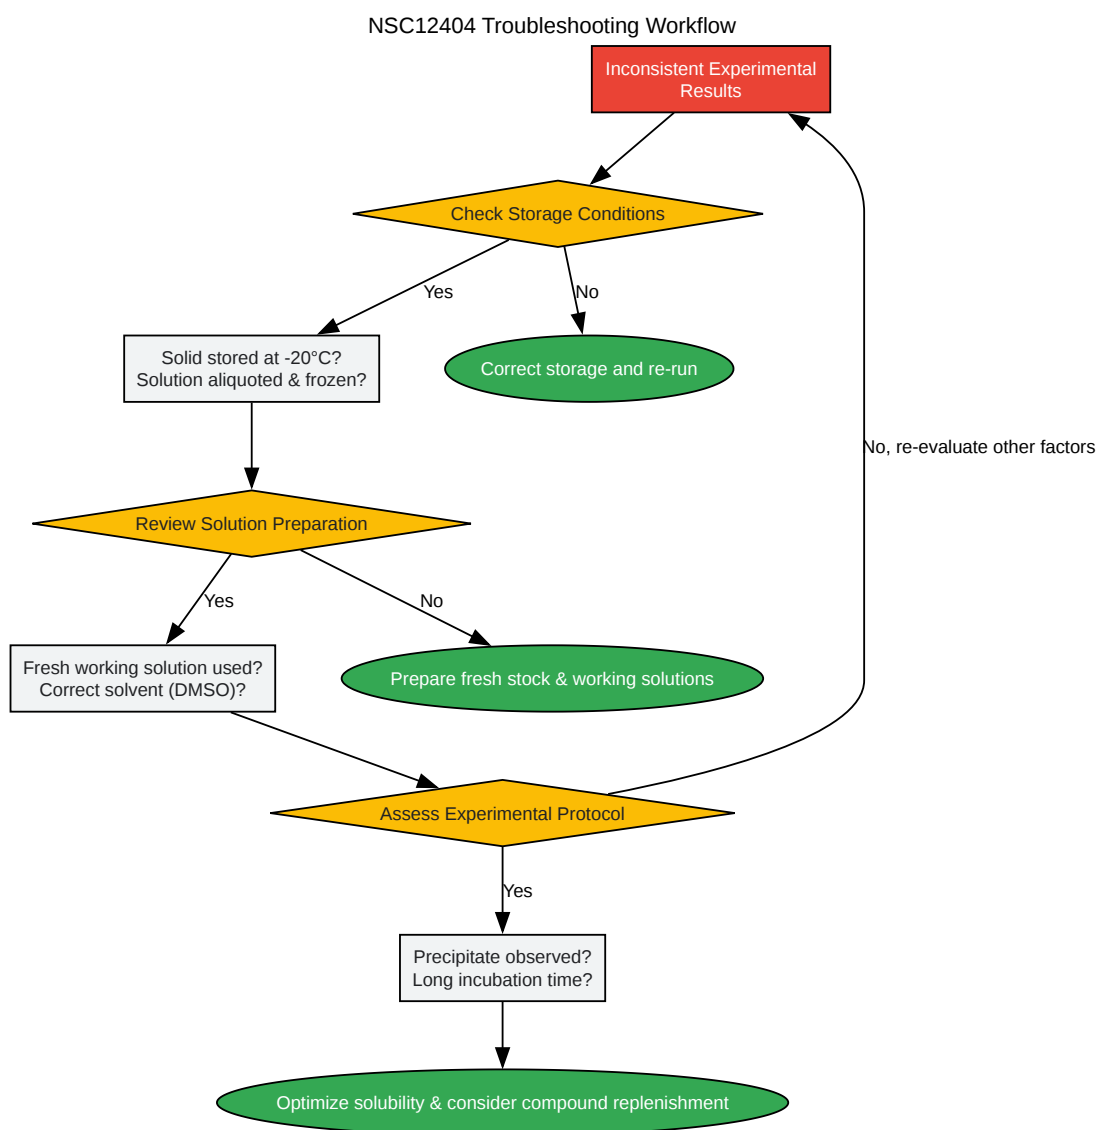 NSC12404 Troubleshooting Workflow
Inconsistent Experimental
Results
Check Storage Conditions
Yes
No
Solid stored at -20°C?
Solution aliquoted & frozen?
Correct storage and re-run
No, re-evaluate other factors
Review Solution Preparation
Yes
No
Fresh working solution used?
Correct solvent (DMSO)?
Prepare fresh stock & working solutions
Assess Experimental Protocol
Yes
Precipitate observed?
Long incubation time?
Optimize solubility & consider compound replenishment